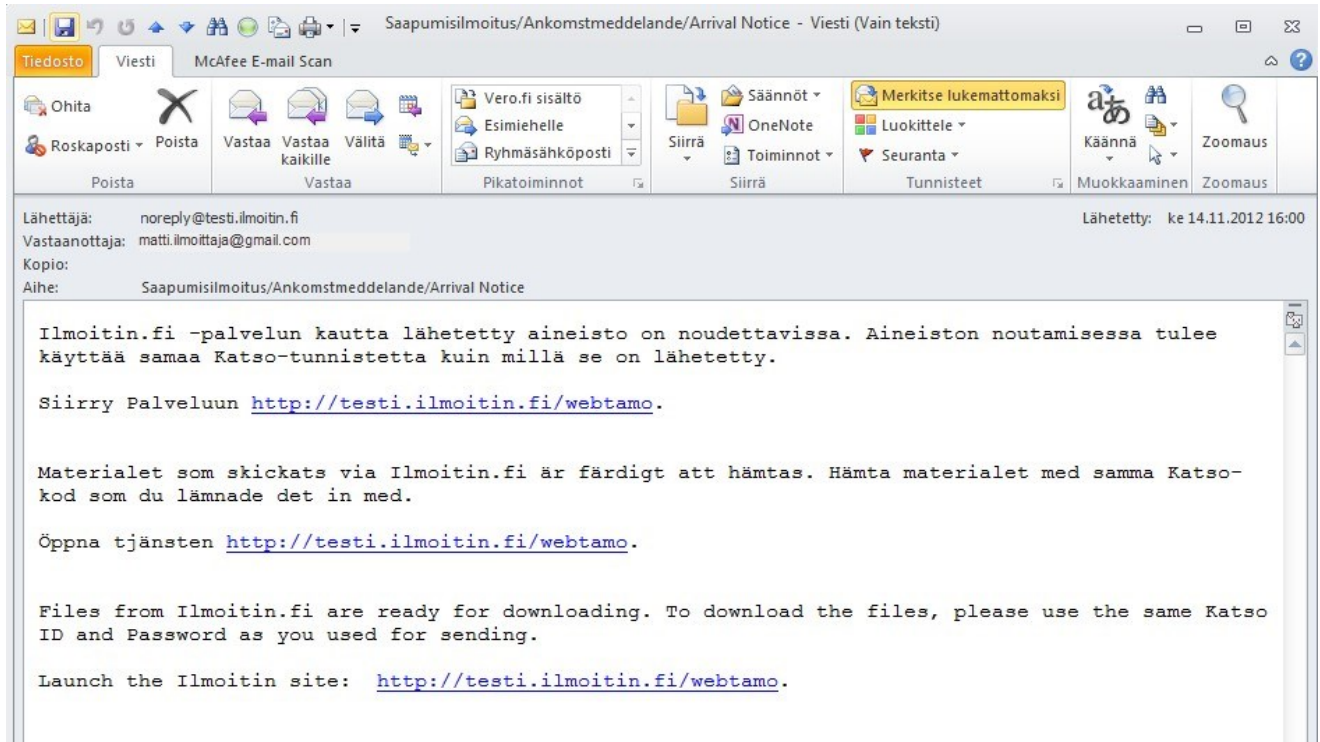 Saapumisilmoitus/Ankomstmeddelande/Arrival Notice - Viesti (Vain teksti)
Tiedosto Viesti McAfee E-mail Scan
Ohita
Roskaposti
Poista
Poista
Vastaa
Vastaa kaikille
Välitä
Vastaa
Vero.fi sisältö
Esimiehelle
Ryhmäsähköposti
Pikatoiminnot
Siirrä
Säännöt
OneNote
Toiminnot
Siirrä
Merkitse lukemattomaksi
Luokittele
Seuranta
Tunnisteet
Käännä
Muokkaaminen
Zoomaus
Zoomaus
Lähettäjä: noreply@testi.ilmoitin.fi Lähetetty: ke 14.11.2012 16:00
Vastaanottaja: matti.ilmoittaja@gmail.com
Kopio:
Aihe: Saapumisilmoitus/Ankomstmeddelande/Arrival Notice
Ilmoitin.fi -palvelun kautta lähetetty aineisto on noudettavissa. Aineiston noutamisessa tulee
käyttää samaa Katso-tunnistetta kuin millä se on lähetetty.
Siirry Palveluun http://testi.ilmoitin.fi/webtamo.
Materialet som skickats via Ilmoitin.fi är färdigt att hämtas. Hämta materialet med samma Katso-
kod som du lämnade det in med.
Öppna tjänsten http://testi.ilmoitin.fi/webtamo.
Files from Ilmoitin.fi are ready for downloading. To download the files, please use the same Katso
ID and Password as you used for sending.
Launch the Ilmoitin site: http://testi.ilmoitin.fi/webtamo.